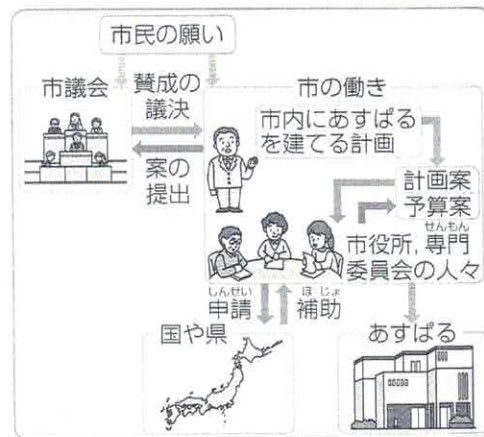 市民の願い
市議会
賛成の
議決
案の
提出
市の働き
市内にあすぱる
を建てる計画
計画案
予算案
せんもん
市役所，専門
委員会の人々
しんせい
申請
ほじょ
補助
国や県
あすぱる